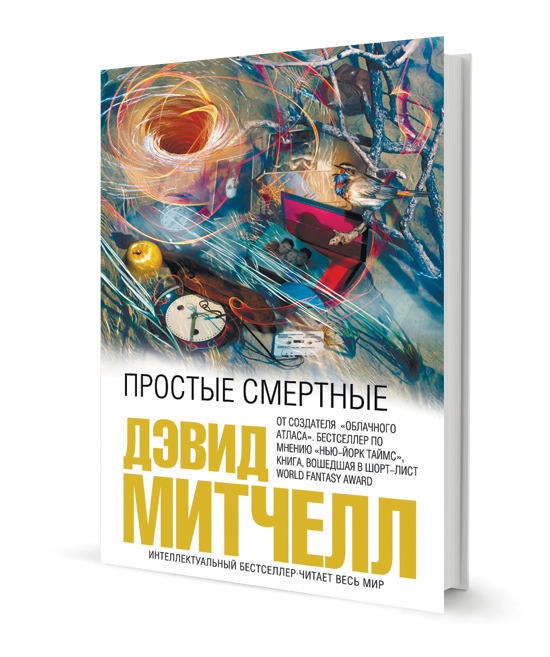 ПРОСТЫЕ СМЕРТНЫЕ
ДЭВИД
МИТЧЕЛЛ
ОТ СОЗДАТЕЛЯ «ОБЛАЧНОГО
АТЛАСА». БЕСТСЕЛЛЕР ПО
МНЕНИЮ «НЬЮ-ЙОРК ТАЙМС»,
КНИГА, ВОШЕДШАЯ В ШОРТ-ЛИСТ
WORLD FANTASY AWARD
ИНТЕЛЛЕКТУАЛЬНЫЙ БЕСТСЕЛЛЕР·ЧИТАЕТ ВЕСЬ МИР